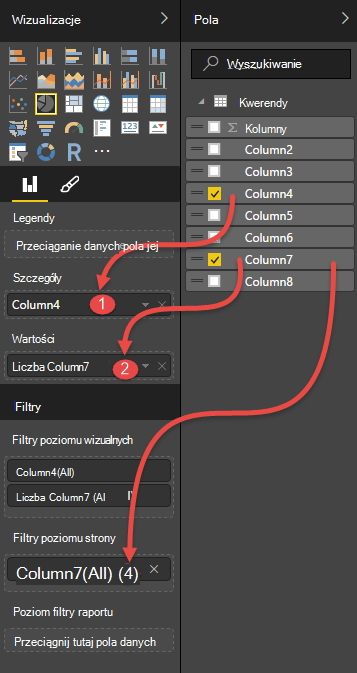 Wizualizacje
Legendy
Przeciąganie danych pola jej
Szczegóły
Column4
1
Wartości
Liczba Column7
2
Filtry
Filtry poziomu wizualnych
Column4(All)
Liczba Column7 (Al
Filtry poziomu strony
Column7(All) (4)
Poziom filtry raportu
Przeciągnij tutaj pola danych
Pola
Wyszukiwanie
Kwerendy
Σ Kolumny
Column2
Column3
Column4
Column5
Column6
Column7
Column8